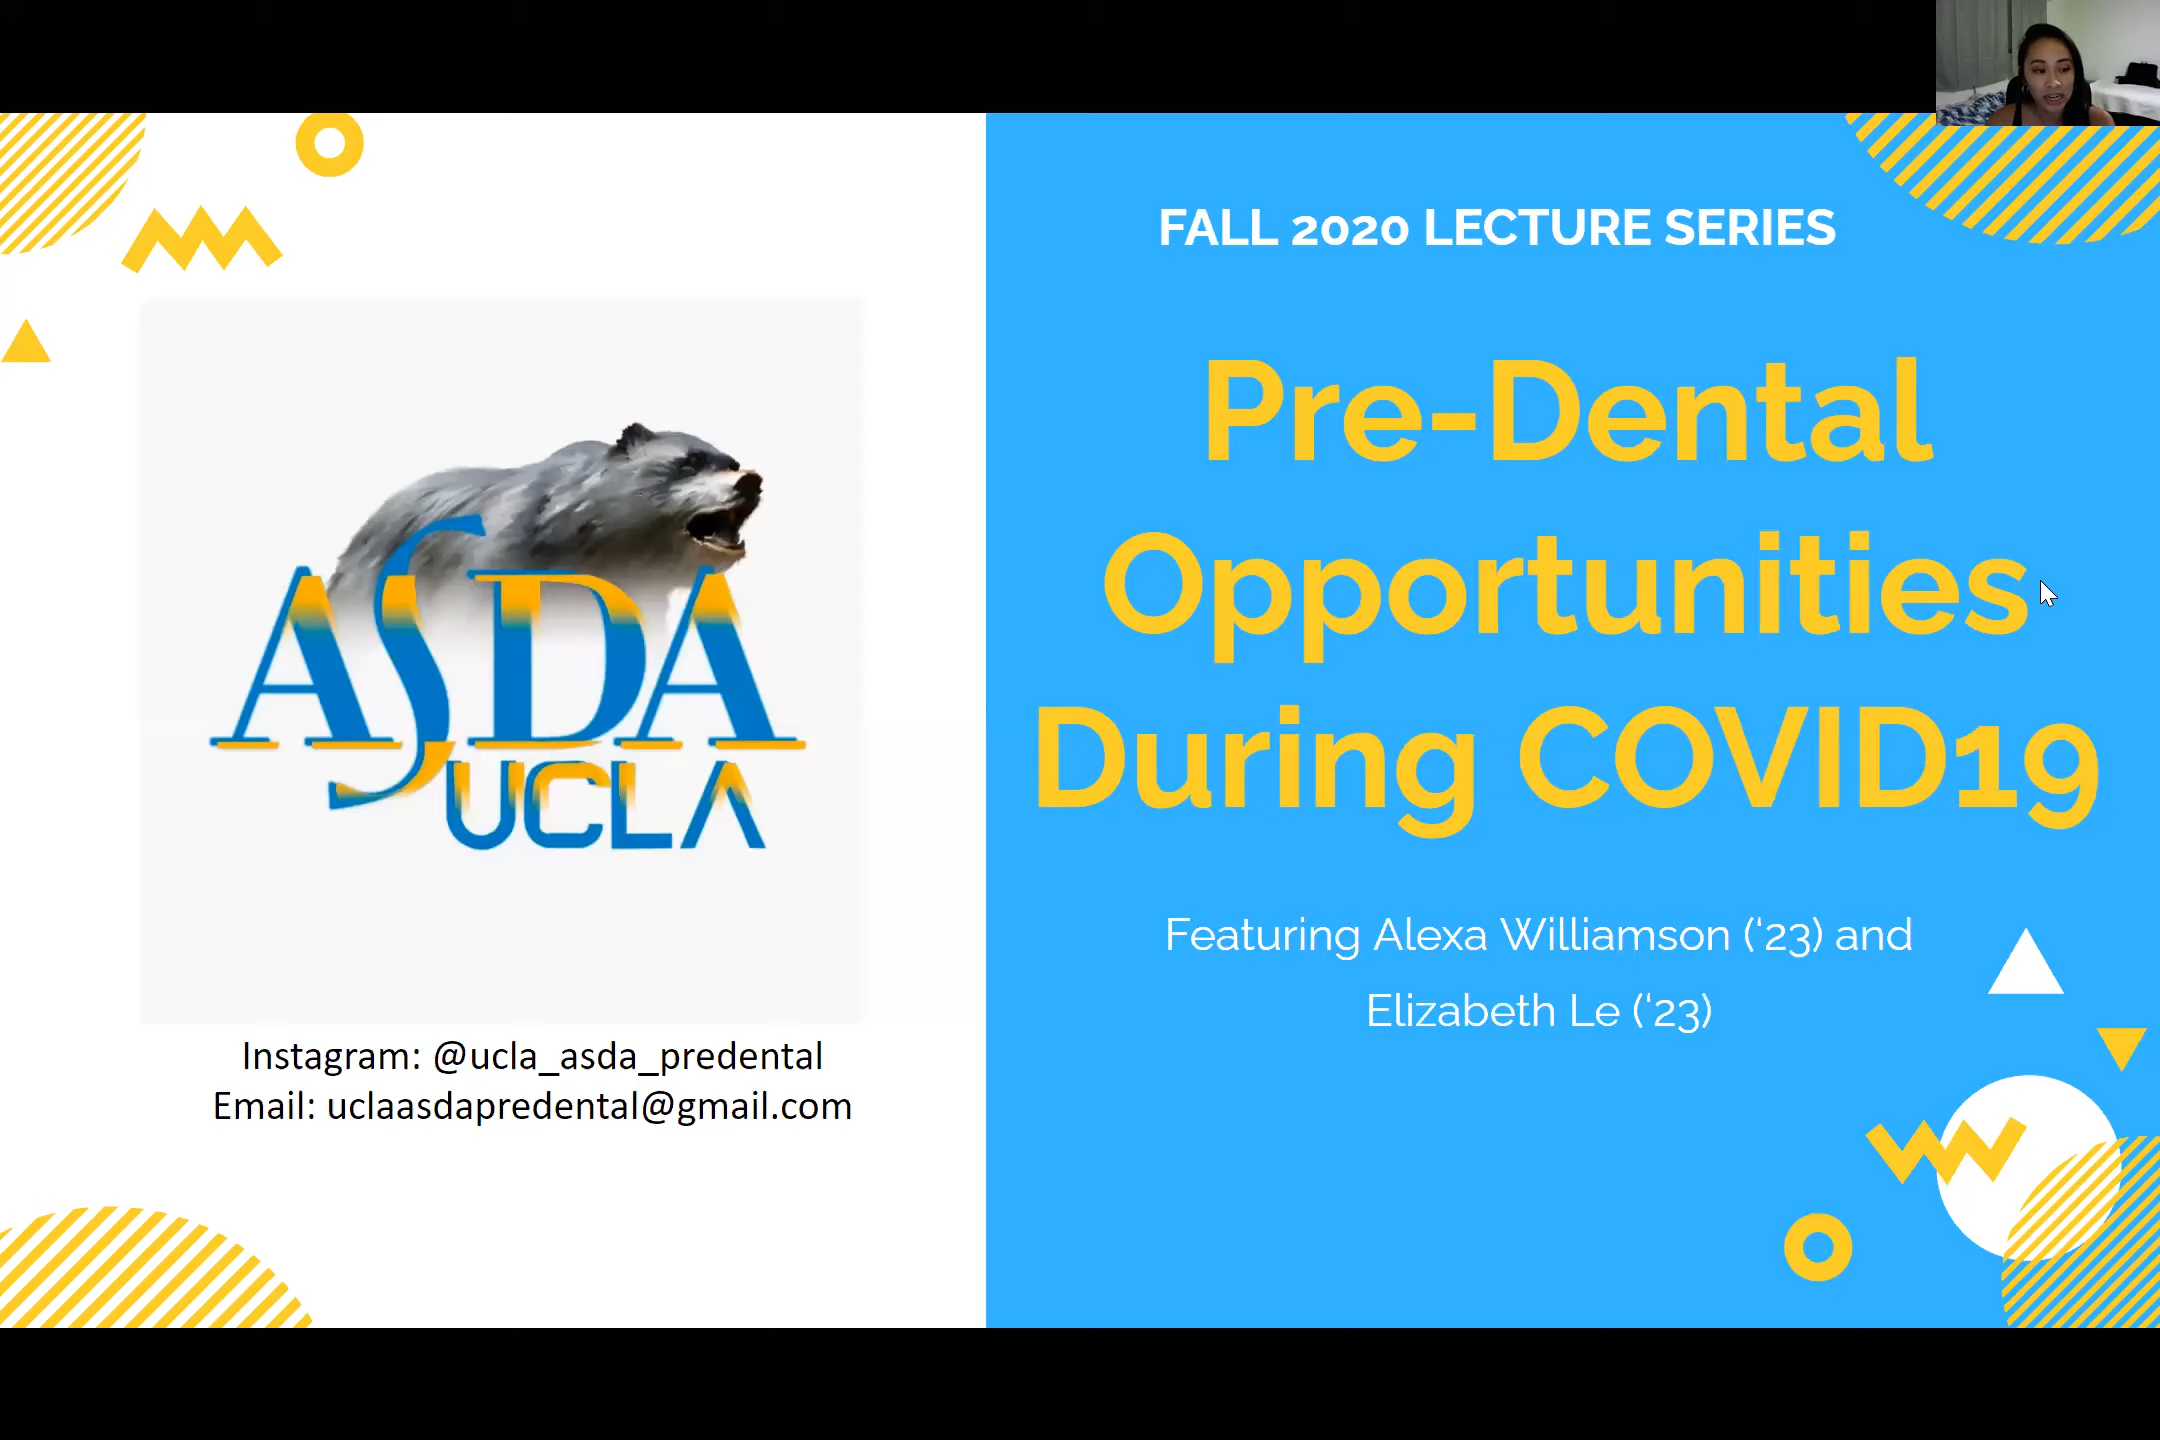 ASDA
UCLA
Instagram: @ucla_asda_predental
Email: uclaasdapredental@gmail.com
FALL 2020 LECTURE SERIES
Pre-Dental
Opportunities
During COVID19
Featuring Alexa Williamson (‘23) and
Elizabeth Le (‘23)